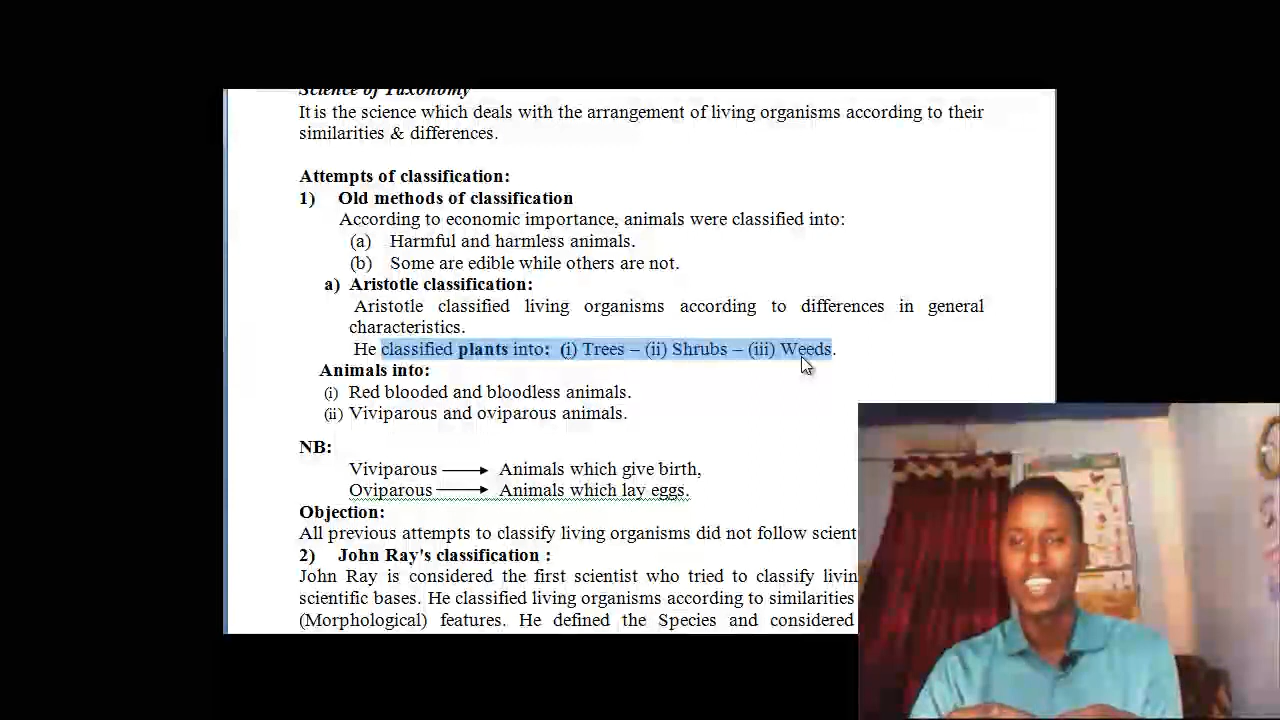 Science of Taxonomy
It is the science which deals with the arrangement of living organisms according to their
similarities & differences.
Attempts of classification:
1) Old methods of classification
According to economic importance, animals were classified into:
(a) Harmful and harmless animals.
(b) Some are edible while others are not.
a) Aristotle classification:
Aristotle classified living organisms according to differences in general
characteristics.
He classified plants into: (i) Trees – (ii) Shrubs – (iii) Weeds.
Animals into:
(i) Red blooded and bloodless animals.
(ii) Viviparous and oviparous animals.
NB:
Viviparous → Animals which give birth,
Oviparous → Animals which lay eggs.
Objection:
All previous attempts to classify living organisms did not follow scient
2) John Ray's classification :
John Ray is considered the first scientist who tried to classify livin
scientific bases. He classified living organisms according to similarities
(Morphological) features. He defined the Species and considered